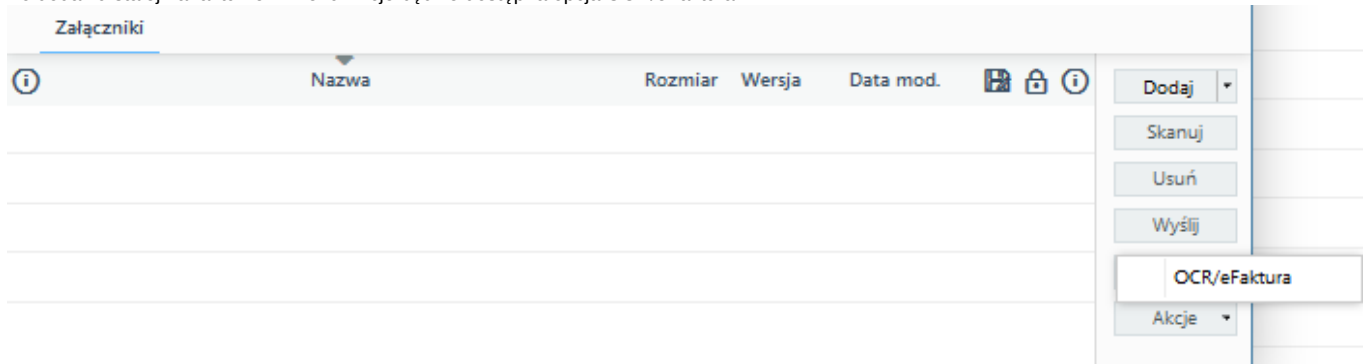 Załączniki
Nazwa Rozmiar Wersja Data mod.
Dodaj
Skanuj
Usuń
Wyślij
OCR/eFaktura
Akcje